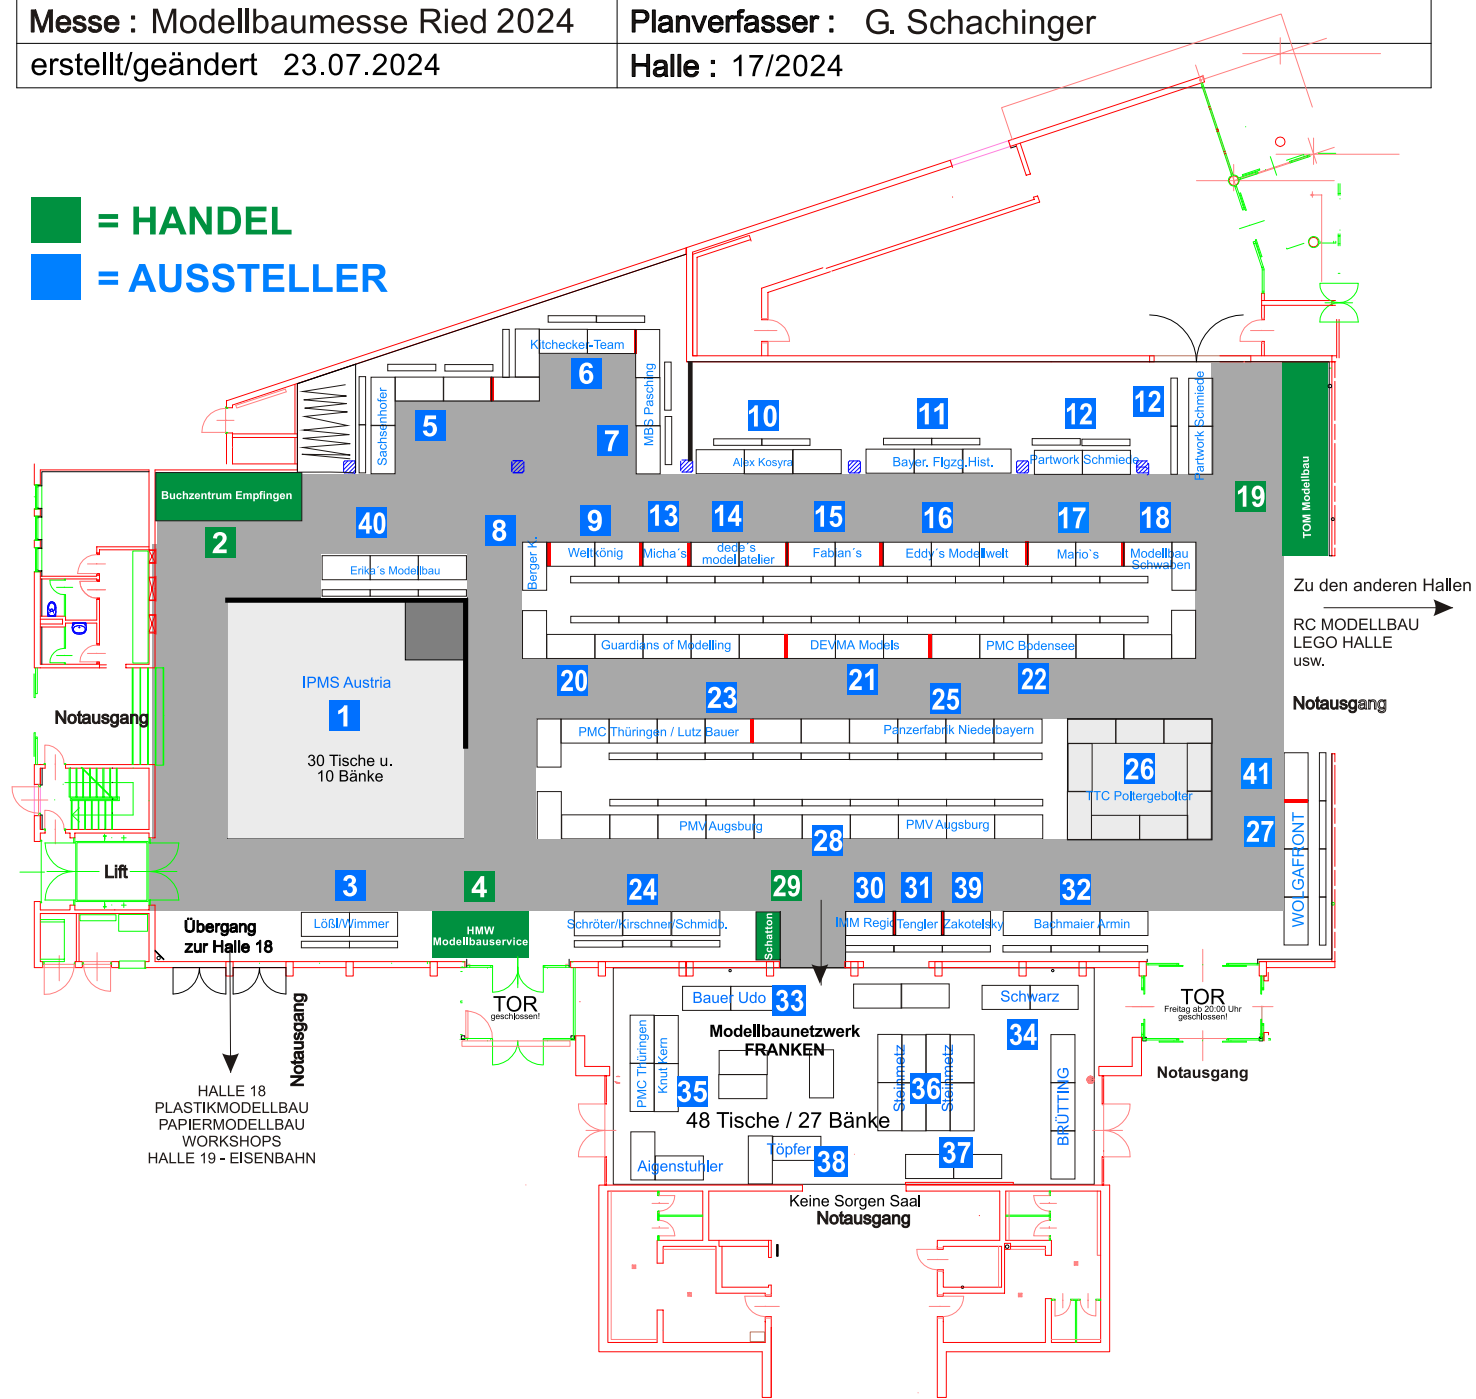 Messe : Modellbaumesse Ried 2024
Planverfasser : G. Schachinger
erstellt/geändert 23.07.2024
Halle : 17/2024
= HANDEL
= AUSSTELLER
Kitchecker-Team
6
Sachsenhofer
5
MBS Pasching
7
10
Alex Kosyra
11
Bayer. Flgzg.Hist.
12
Partwork Schmiede
12
Partwork Schmiede
19
TOM Modellbau
Buchzentrum Empfingen
2
40
Erika´s Modellbau
8
Berger K.
9
Weltkönig
13
Micha´s
14
dede´s
modellatelier
15
Fabian´s
16
Eddy´s Modellwelt
17
Mario´s
18
Modellbau
Schwaben
Zu den anderen Hallen
RC MODELLBAU
LEGO HALLE
usw.
Guardians of Modelling
DEVMA Models
PMC Bodensee
20
21
22
IPMS Austria
1
30 Tische u.
10 Bänke
Notausgang
Notausgang
23
PMC Thüringen / Lutz Bauer
25
Panzerfabrik Niederbayern
26
TTC Poltergebolter
41
27
WOLGAFRONT
PMV Augsburg
28
PMV Augsburg
Lift
3
Lößl/Wimmer
4
HMW
Modellbauservice
24
Schröter/Kirschner/Schmidb.
29
Schatton
30
IMM Regio
31
Tengler
39
Zakotelsky
32
Bachmaier Armin
Übergang
zur Halle 18
Notausgang
TOR
geschlossen!
Bauer Udo
33
Schwarz
34
TOR
Freitag ab 20:00 Uhr
geschlossen!
Notausgang
Modellbaunetzwerk
FRANKEN
PMC Thüringen
Knut Kern
35
Steinmetz
36
Steinmetz
BRÜTTING
48 Tische / 27 Bänke
HALLE 18
PLASTIKMODELLBAU
PAPIERMODELLBAU
WORKSHOPS
HALLE 19 - EISENBAHN
Aigenstuhler
Töpfer
38
37
Keine Sorgen Saal
Notausgang